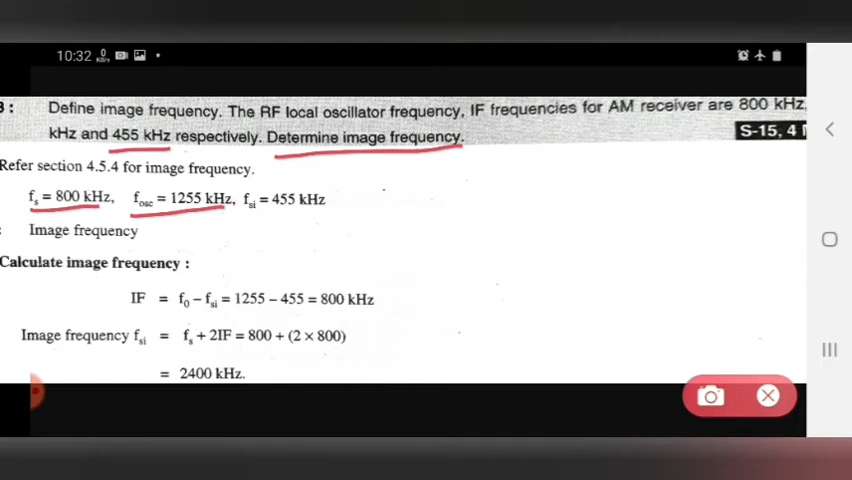 10:32 0 KB/s
3 : Define image frequency. The RF local oscillator frequency, IF frequencies for AM receiver are 800 kHz,
kHz and 455 kHz respectively. Determine image frequency.
S-15, 4
Refer section 4.5.4 for image frequency.
fs = 800 kHz, fosc = 1255 kHz, fsi = 455 kHz
: Image frequency
Calculate image frequency :
IF = f0 – fsi = 1255 – 455 = 800 kHz
Image frequency fsi = fs + 2IF = 800 + (2 × 800)
= 2400 kHz.